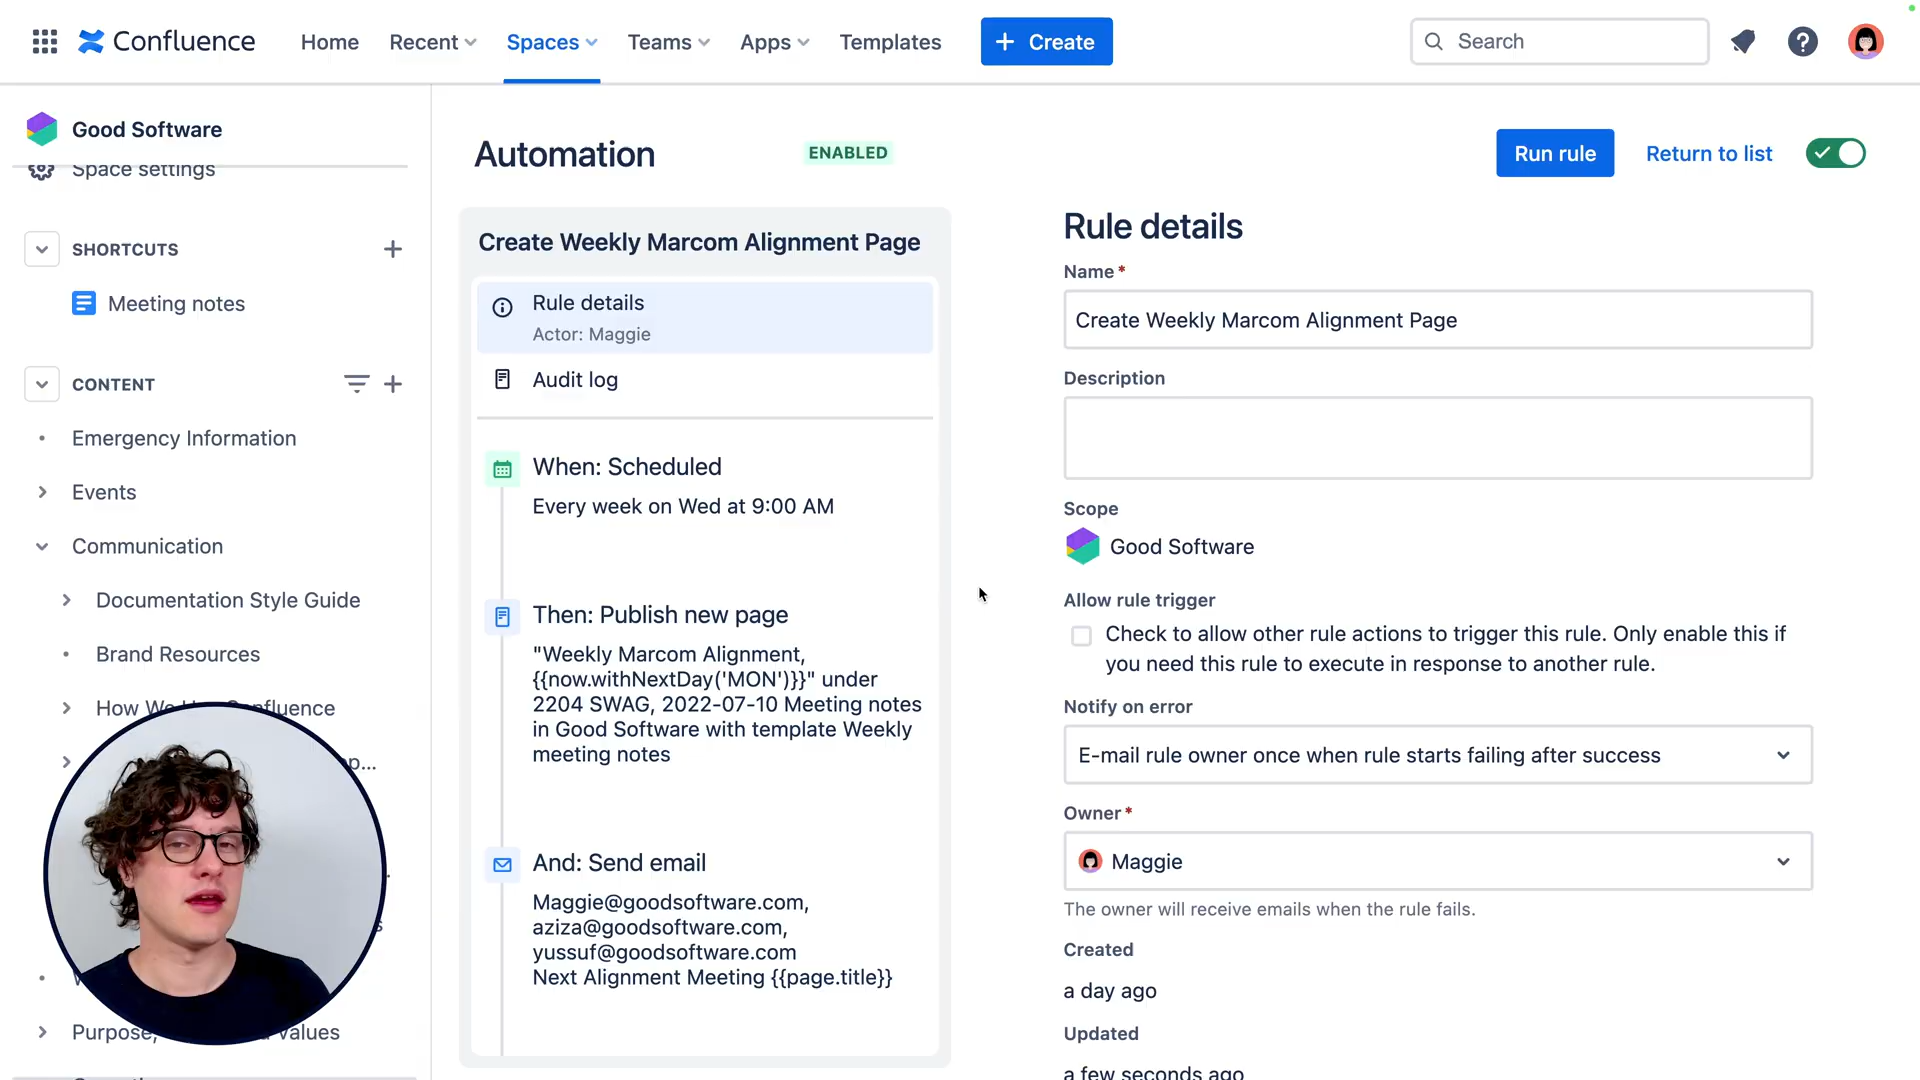 Confluence
Home
Recent
Spaces
Teams
Apps
Templates
+ Create
Search
Good Software
Space settings
SHORTCUTS
Meeting notes
CONTENT
Emergency Information
Events
Communication
Documentation Style Guide
Brand Resources
How We
fluence
p...
Purpose,
Values
Automation
ENABLED
Run rule
Return to list
Create Weekly Marcom Alignment Page
Rule details
Actor: Maggie
Audit log
When: Scheduled
Every week on Wed at 9:00 AM
Then: Publish new page
"Weekly Marcom Alignment,
{{now.withNextDay('MON')}}" under
2204 SWAG, 2022-07-10 Meeting notes
in Good Software with template Weekly
meeting notes
And: Send email
Maggie@goodsoftware.com,
aziza@goodsoftware.com,
yussuf@goodsoftware.com
Next Alignment Meeting {{page.title}}
Rule details
Name *
Create Weekly Marcom Alignment Page
Description
Scope
Good Software
Allow rule trigger
Check to allow other rule actions to trigger this rule. Only enable this if
you need this rule to execute in response to another rule.
Notify on error
E-mail rule owner once when rule starts failing after success
Owner *
Maggie
The owner will receive emails when the rule fails.
Created
a day ago
Updated
a few seconds ago